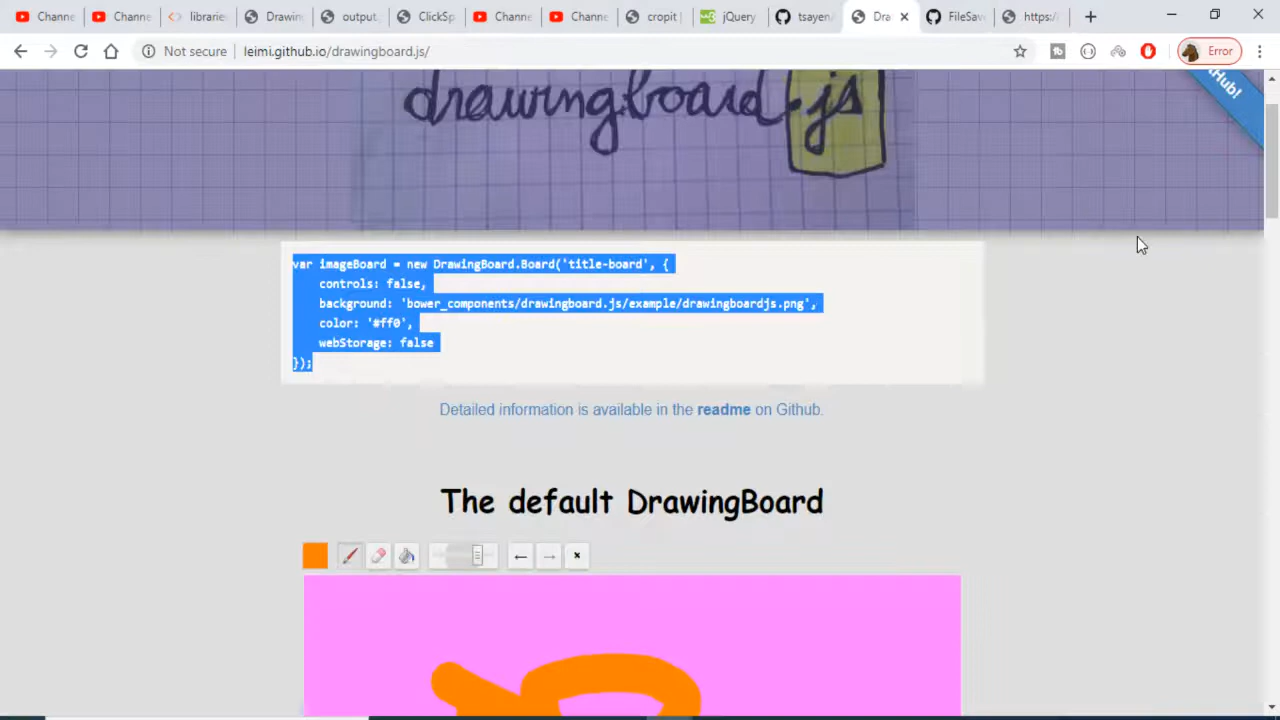 Channe
Channe
librarie
Drawin
output.
ClickSp
Channe
Channe
cropit |
jQuery
tsayen/
Dra
FileSav
https:/
Not secure
leimi.github.io/drawingboard.js/
Error
drawingboard.js
tHub!
var imageBoard = new DrawingBoard.Board('title-board', {
controls: false,
background: 'bower_components/drawingboard.js/example/drawingboardjs.png',
color: '#ff0',
webStorage: false
});
Detailed information is available in the readme on Github.
The default DrawingBoard